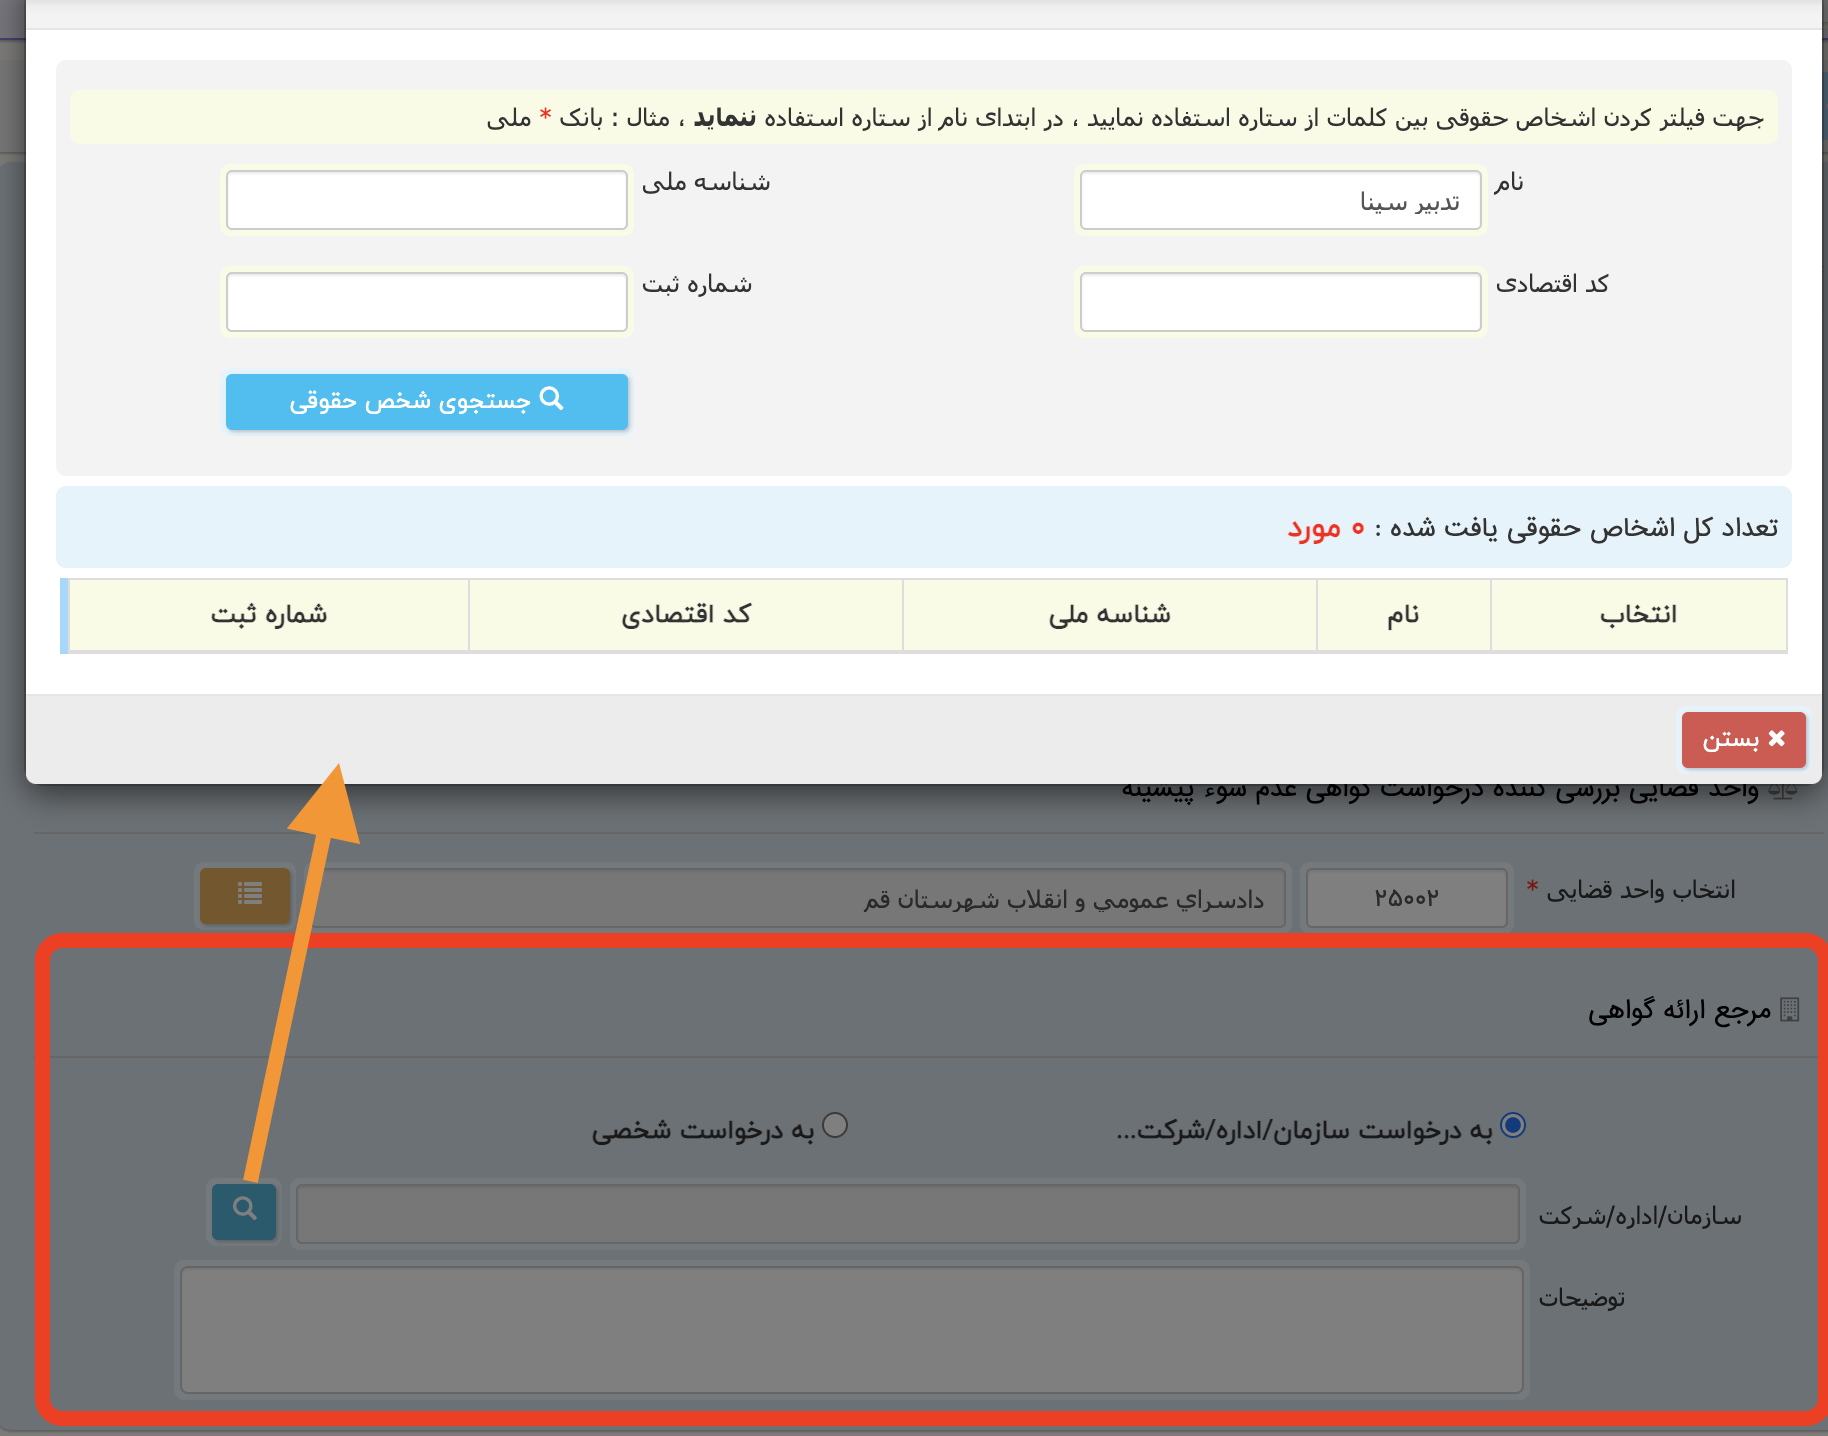 جهت فیلتر کردن اشخاص حقوقی بین کلمات از ستاره استفاده نمایید ، در ابتدای نام از ستاره استفاده ننماید ، مثال : بانک * ملی
نام تدبیر سینا شناسه ملی
کد اقتصادی شماره ثبت
جستجوی شخص حقوقی
تعداد کل اشخاص حقوقی یافت شده : ۰ مورد
انتخاب نام شناسه ملی کد اقتصادی شماره ثبت
بستن
واحد قضایی بررسی کننده درخواست گواهی عدم سوء پیشینه
انتخاب واحد قضایی * ۲۵۰۰۲ دادسراي عمومي و انقلاب شهرستان قم
مرجع ارائه گواهی
به درخواست سازمان/اداره/شرکت... به درخواست شخصی
سازمان/اداره/شرکت
توضیحات